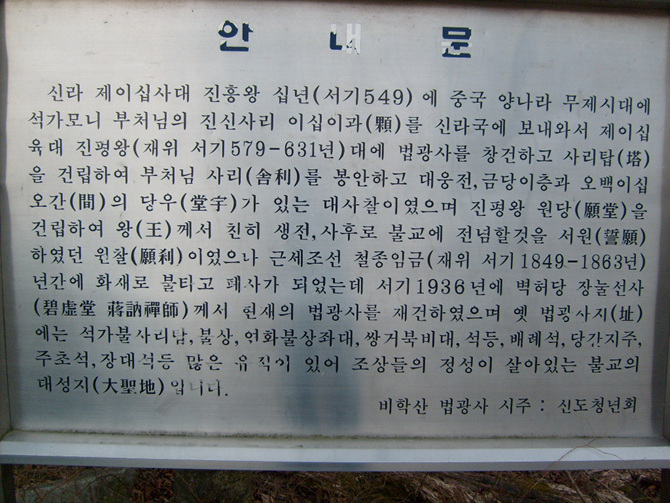 안 내 문
신라 제이십사대 진흥왕 십년(서기549)에 중국 양나라 무제시대에
석가모니 부처님의 진신사리 이십이과(顆)를 신라국에 보내와서 제이십
육대 진평왕(재위 서기579-631년)대에 법광사를 창건하고 사리탑(塔)
을 건립하여 부처님 사리(舍利)를 봉안하고 대웅전,금당이층과 오백이십
오간(間)의 당우(堂宇)가 있는 대사찰이였으며 진평왕 원당(願堂)을
건립하여 왕(王)께서 친히 생전,사후로 불교에 전념할것을 서원(誓願)
하였던 원찰(願利)이었으나 근세조선 철종임금(재위 서기1849-1863년)
년간에 화재로 불타고 폐사가 되었는데 서기1936년에 벽허당 장눌선사
(碧虛堂 蔣訥禪師)께서 현재의 법광사를 재건하였으며 옛 법광사지(址)
에는 석가불사리탑,불상,연화불상좌대,쌍거북비대,석등,배례석,당간지주,
주초석,장대석등 많은 유적이 있어 조상들의 정성이 살아있는 불교의
대성지(大聖地)입니다.
비학산 법광사 시주 : 신도청년회